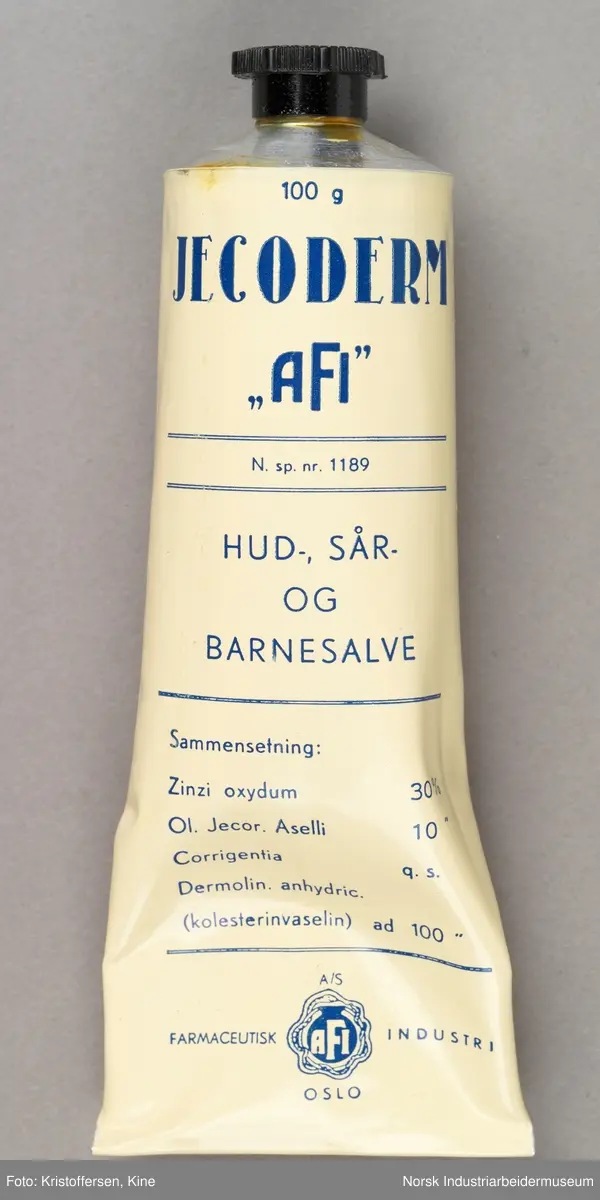 100 g
JECODERM
„AFI”
N. sp. nr. 1189
HUD-, SÅR-
OG
BARNESALVE
Sammensetning:
Zinzi oxydum 30%
Ol. Jecor. Aselli 10 "
Corrigentia q. s.
Dermolin. anhydric.
(kolesterinvaselin) ad 100 "
A/S
FARMACEUTISK AFI INDUSTRI
OSLO
Foto: Kristoffersen, Kine Norsk Industriarbeidermuseum